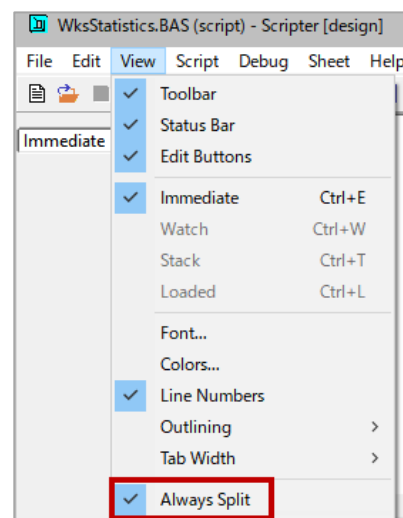 WksStatistics.BAS (script) - Scripter [design]
File Edit View Script Debug Sheet Help
Immediate
Toolbar
Status Bar
Edit Buttons
Immediate Ctrl+E
Watch Ctrl+W
Stack Ctrl+T
Loaded Ctrl+L
Font...
Colors...
Line Numbers
Outlining
Tab Width
Always Split